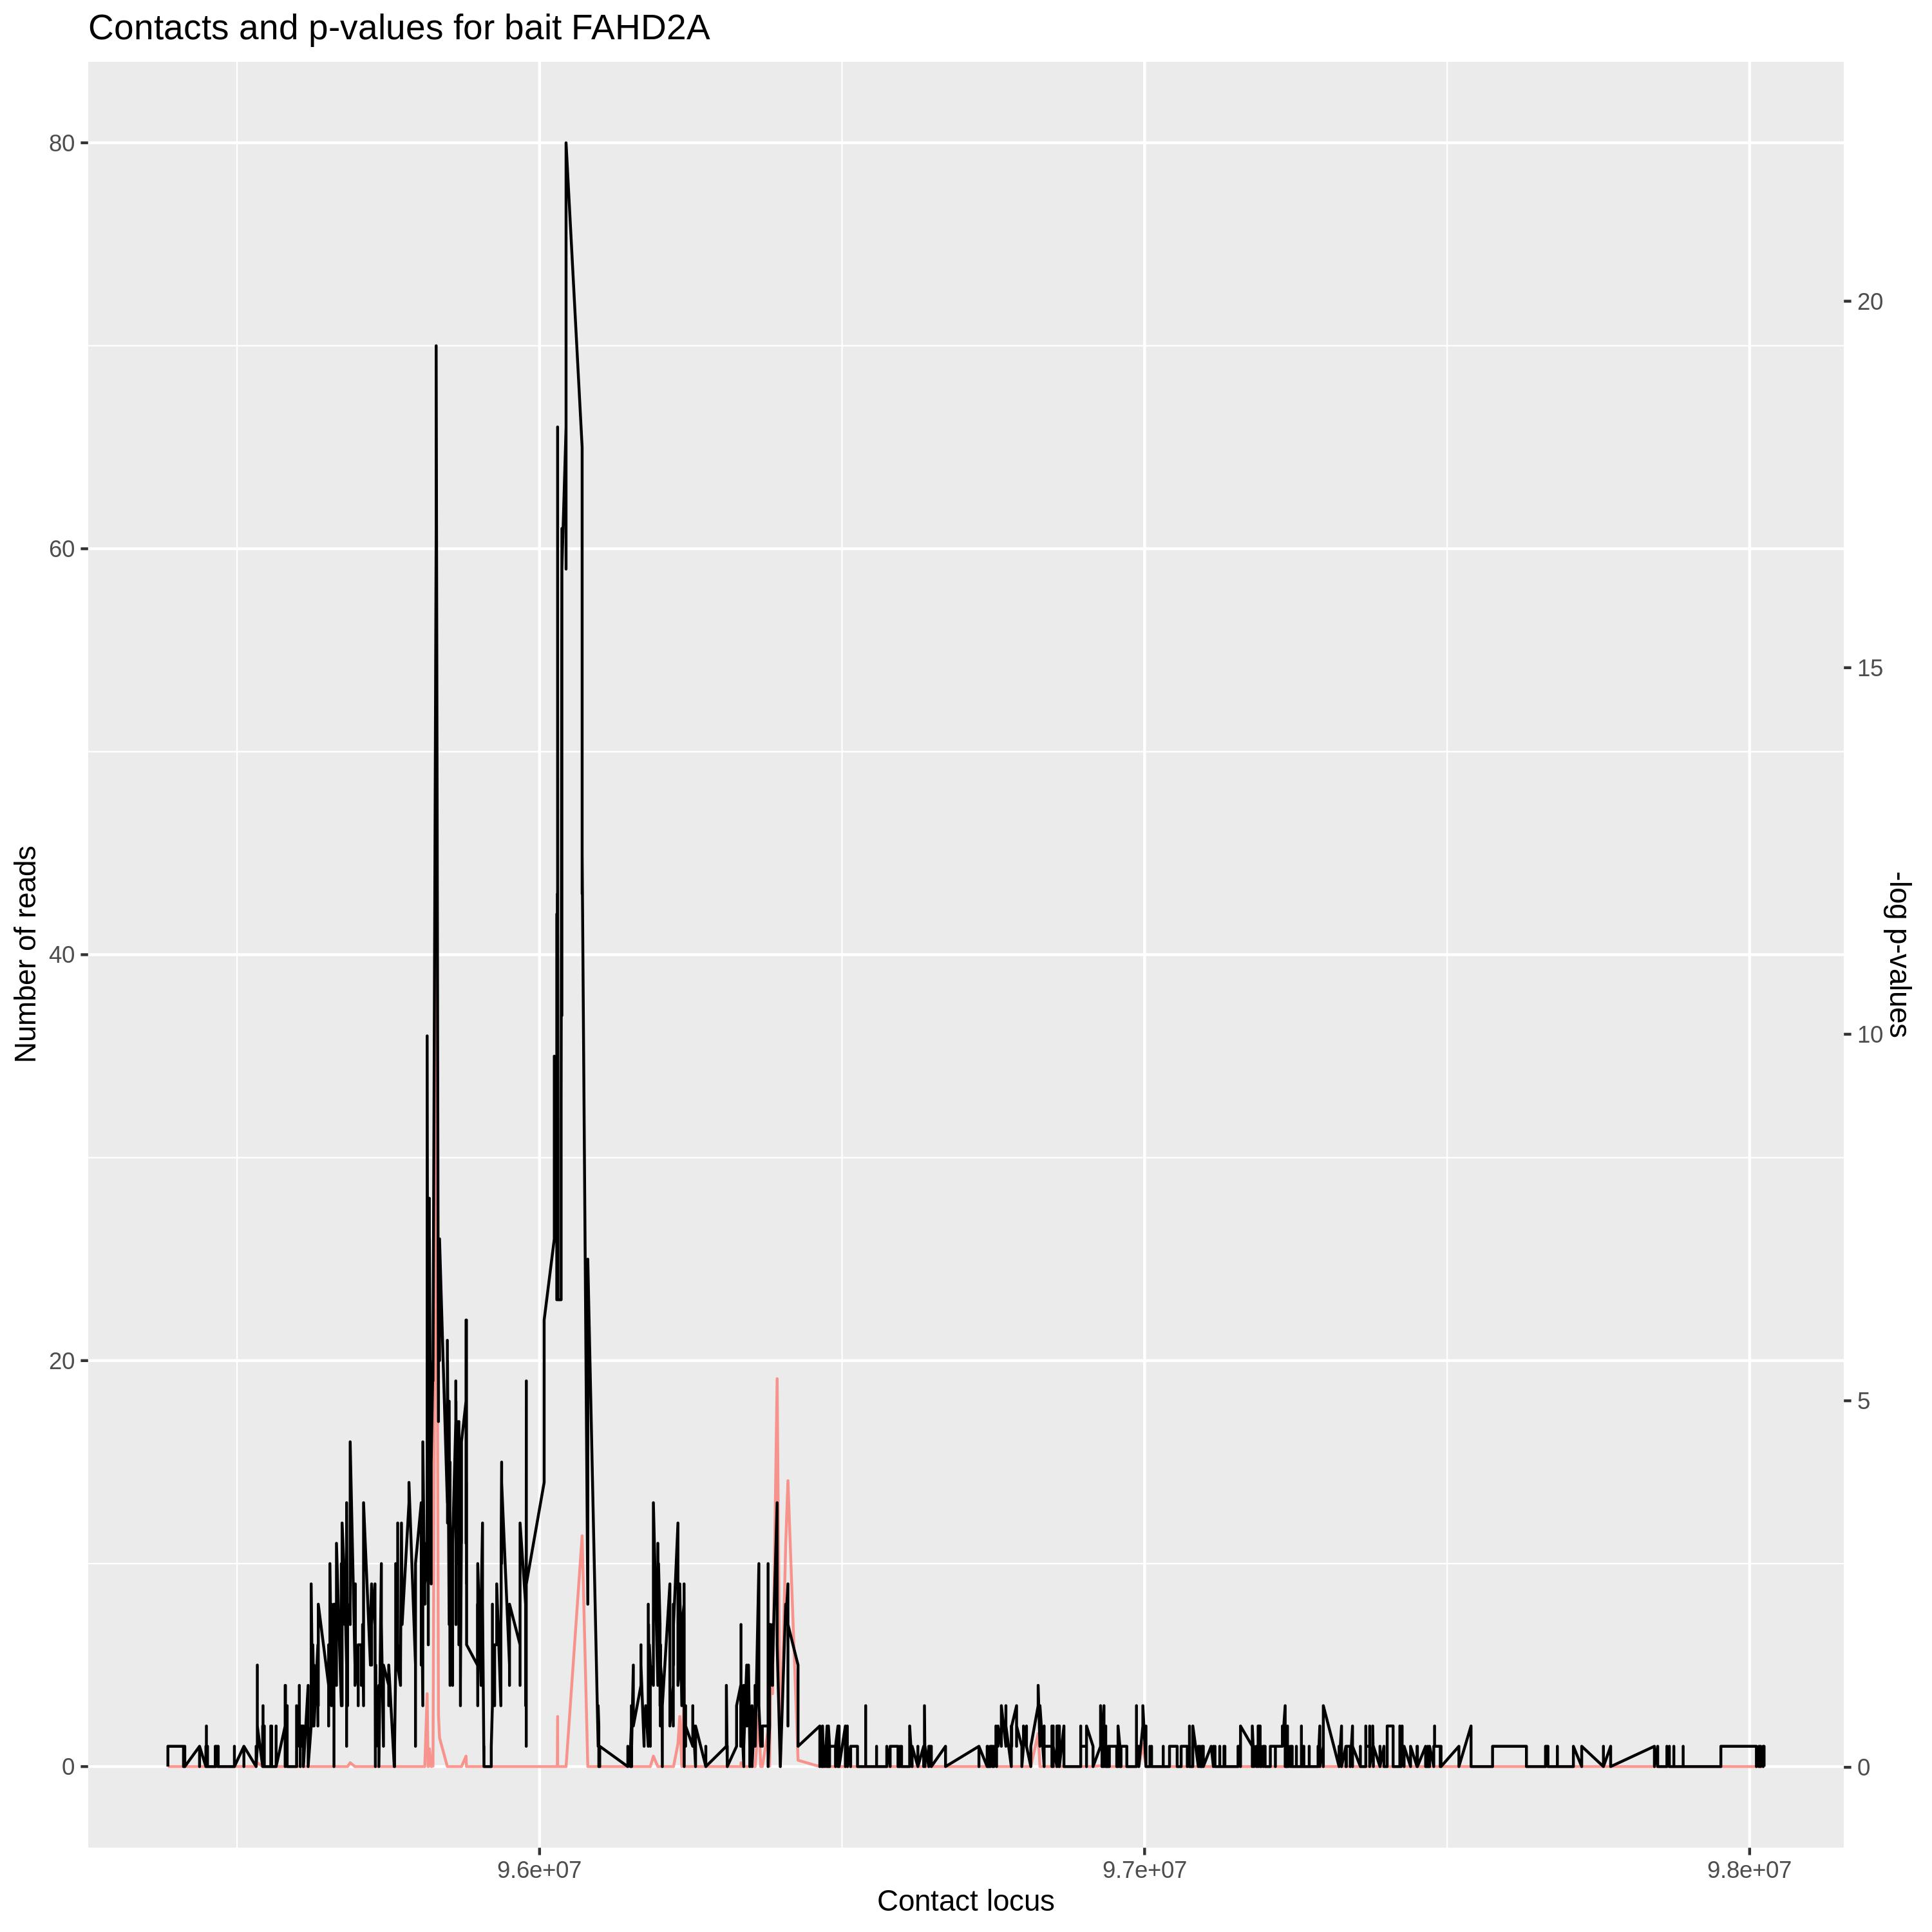 Contacts and p-values for bait FAHD2A
80
60
40
20
0
Number of reads
20
15
10
5
0
-log p-values
9.6e+07
9.7e+07
9.8e+07
Contact locus